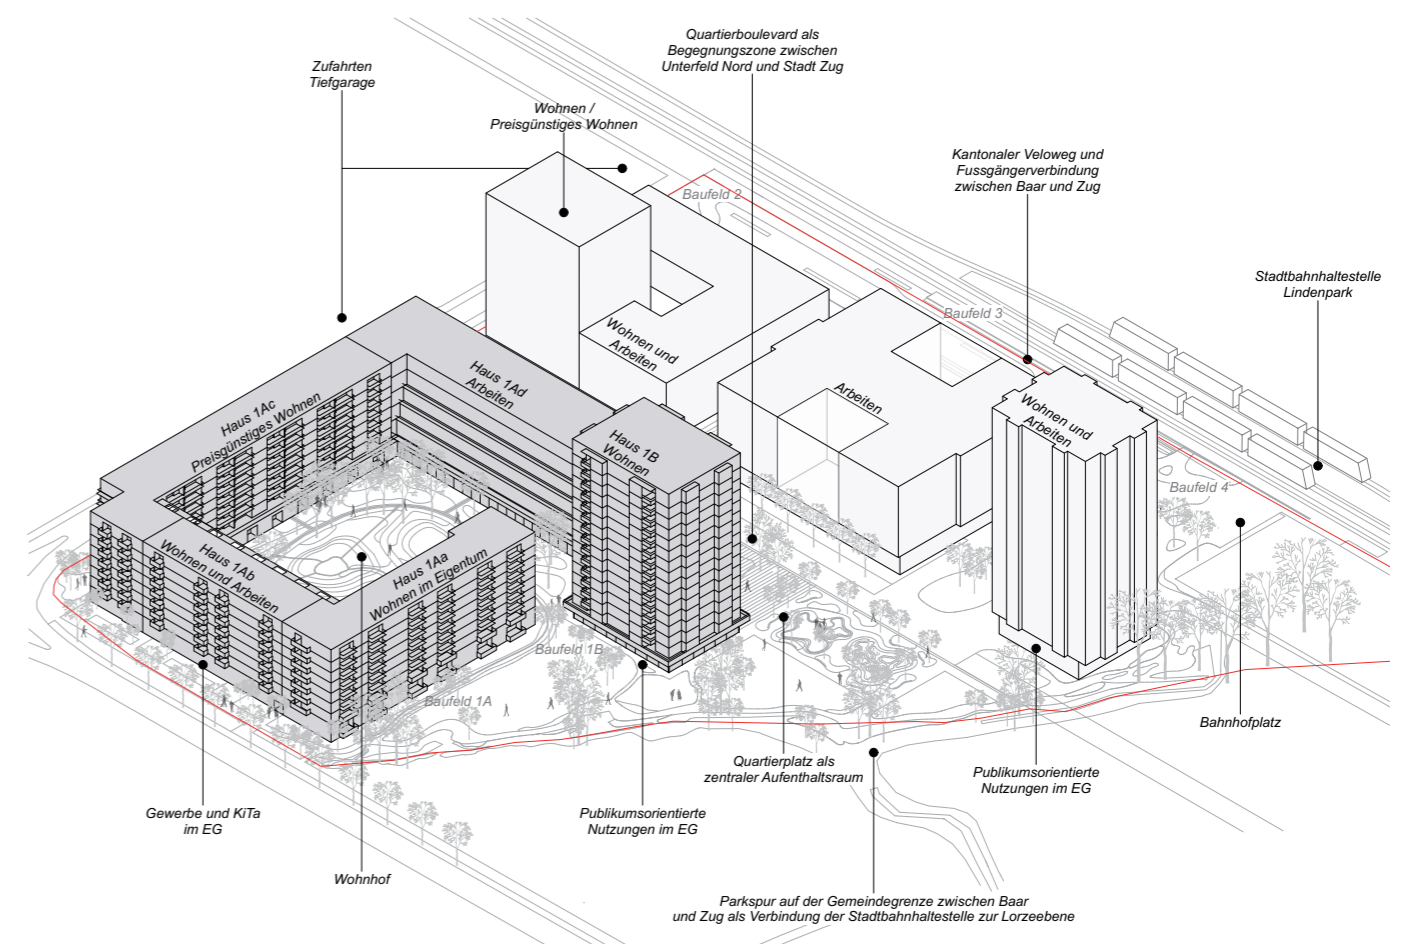 Quartierboulevard als
Begegnungszone zwischen
Unterfeld Nord und Stadt Zug
Zufahrten
Tiefgarage
Wohnen /
Preisgünstiges Wohnen
Kantonaler Veloweg und
Fussgängerverbindung
zwischen Baar und Zug
Baufeld 2
Stadtbahnhaltestelle
Lindenpark
Baufeld 3
Wohnen und
Arbeiten
Haus 1Ad
Arbeiten
Arbeiten
Wohnen und
Arbeiten
Haus 1Ac
Preisgünstiges Wohnen
Haus 1B
Wohnen
Baufeld 4
Haus 1Ab
Wohnen und Arbeiten
Haus 1Aa
Wohnen im Eigentum
Baufeld 1B
Baufeld 1A
Bahnhofplatz
Quartierplatz als
zentraler Aufenthaltsraum
Publikumsorientierte
Nutzungen im EG
Gewerbe und KiTa
im EG
Publikumsorientierte
Nutzungen im EG
Wohnhof
Parkspur auf der Gemeindegrenze zwischen Baar
und Zug als Verbindung der Stadtbahnhaltestelle zur Lorzeebene